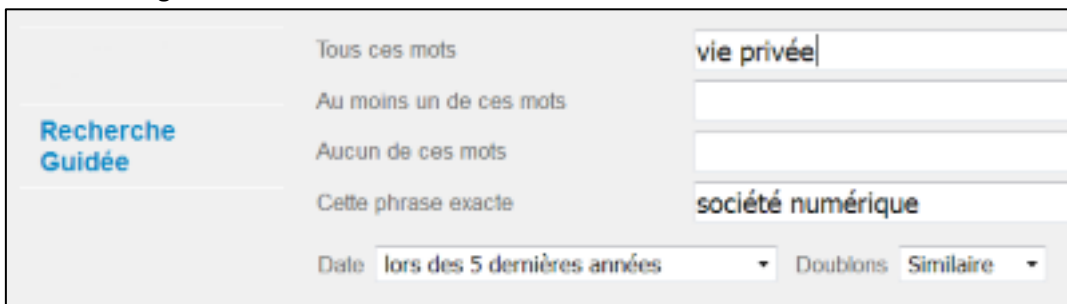 Tous ces mots vie privée
Au moins un de ces mots
Recherche
Guidée
Aucun de ces mots
Cette phrase exacte société numérique
Date lors des 5 dernières années Doublons Similaire